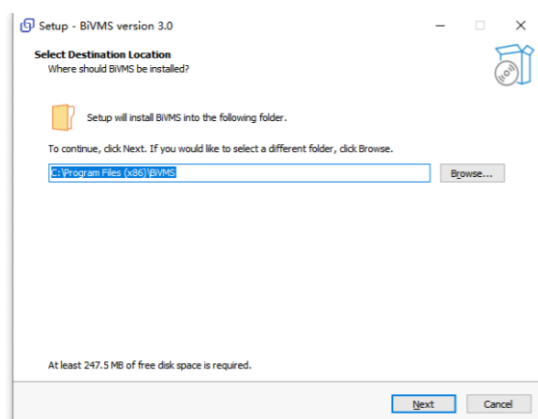 Setup - BiVMS version 3.0
Select Destination Location
Where should BiVMS be installed?
Setup will install BiVMS into the following folder.
To continue, click Next. If you would like to select a different folder, click Browse.
C:\Program Files (x86)\BiVMS
Browse...
At least 247.5 MB of free disk space is required.
Next
Cancel